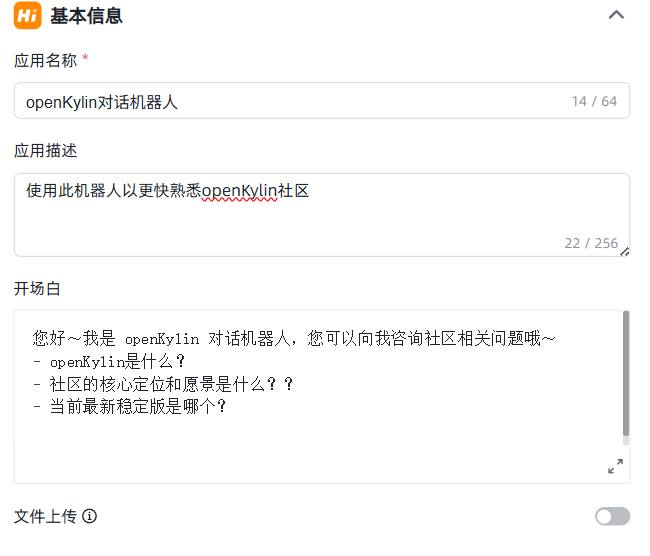 Hi 基本信息
应用名称 *
openKylin对话机器人 14 / 64
应用描述
使用此机器人以更快熟悉openKylin社区
22 / 256
开场白
您好～我是 openKylin 对话机器人，您可以向我咨询社区相关问题哦～
- openKylin是什么？
- 社区的核心定位和愿景是什么？？
- 当前最新稳定版是哪个？
文件上传